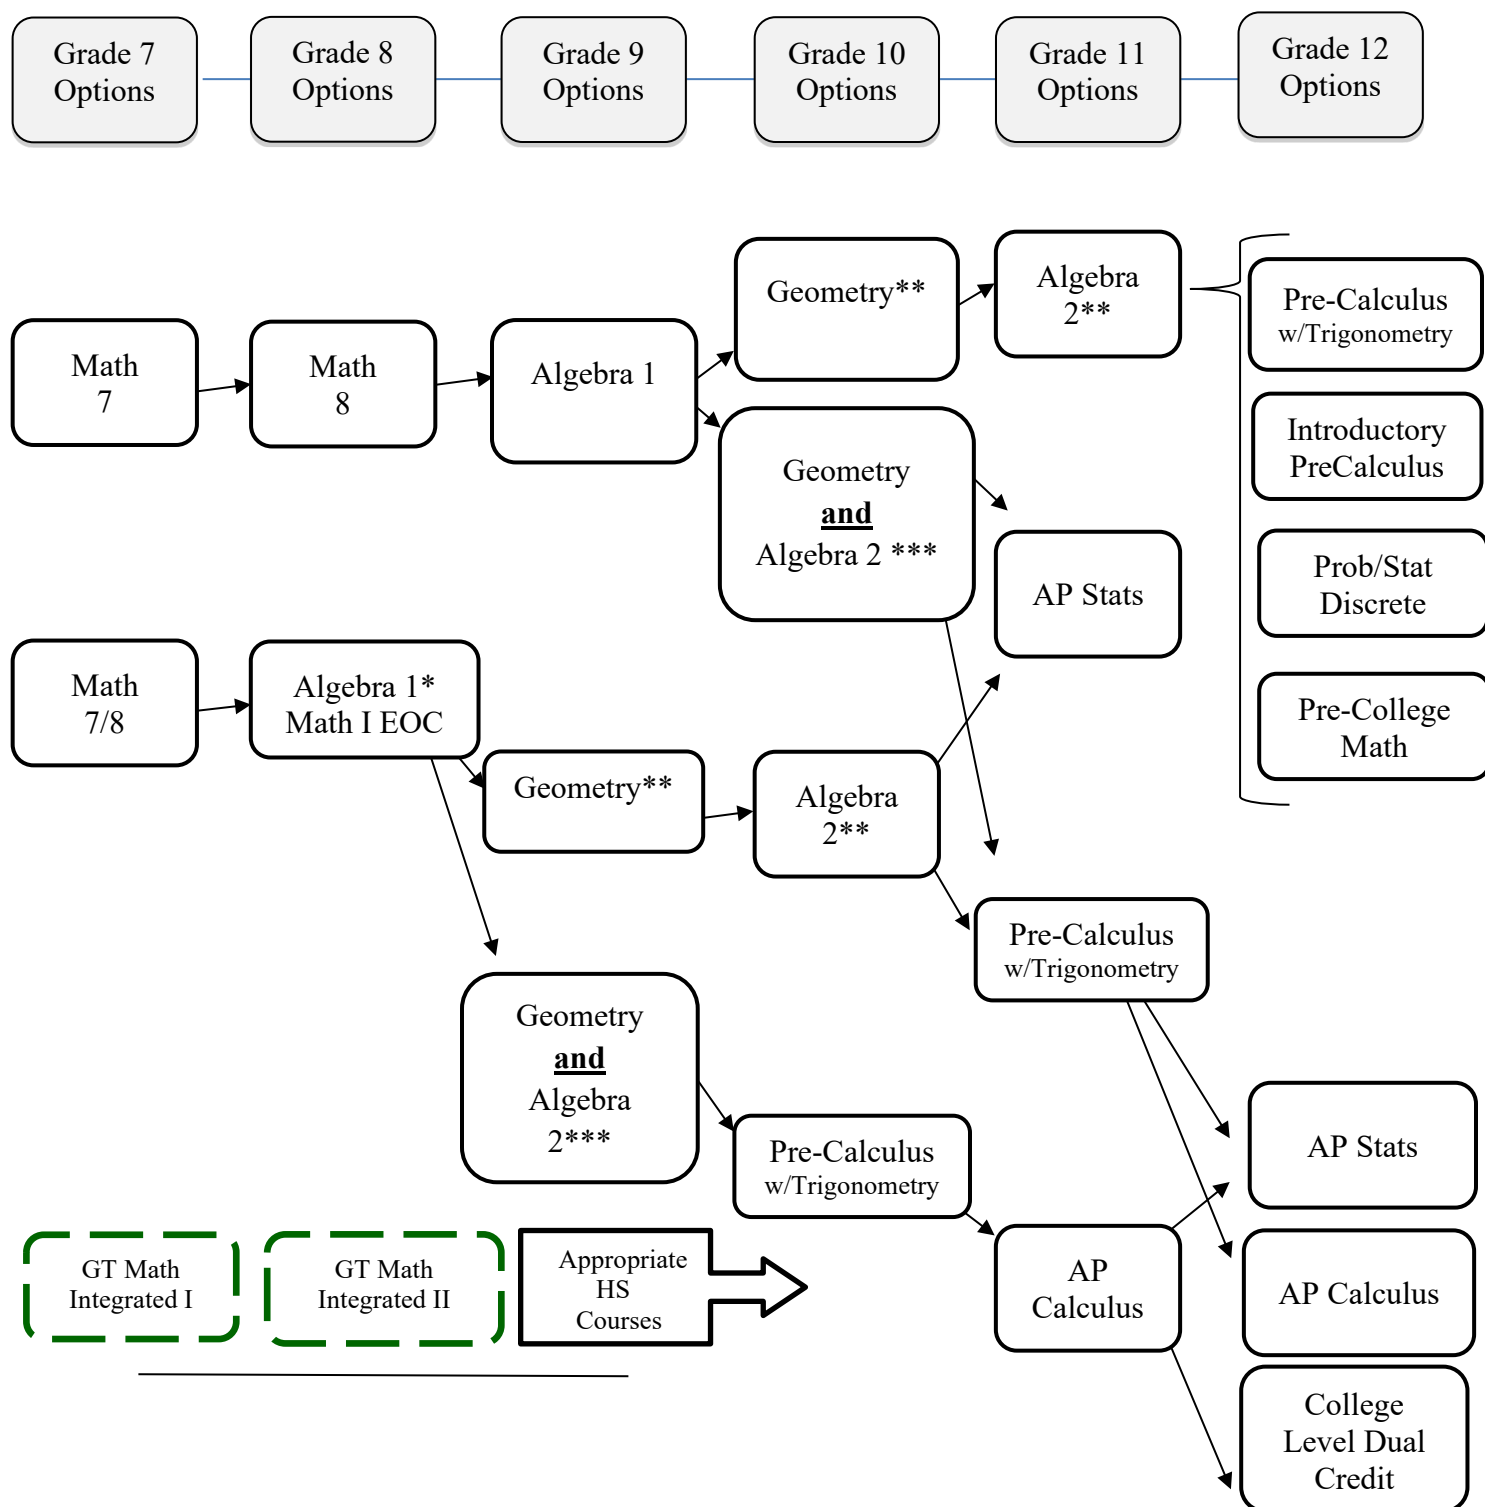 Grade 7
Options
Grade 8
Options
Grade 9
Options
Grade 10
Options
Grade 11
Options
Grade 12
Options
Math
7
Math
8
Algebra 1
Geometry**
Algebra
2**
Pre-Calculus
w/Trigonometry
Introductory
PreCalculus
Prob/Stat
Discrete
Pre-College
Math
Geometry
and
Algebra 2 ***
AP Stats
Math
7/8
Algebra 1*
Math I EOC
Geometry**
Algebra
2**
Pre-Calculus
w/Trigonometry
Geometry
and
Algebra
2***
Pre-Calculus
w/Trigonometry
AP
Calculus
AP Stats
AP Calculus
College
Level Dual
Credit
GT Math
Integrated I
GT Math
Integrated II
Appropriate
HS
Courses